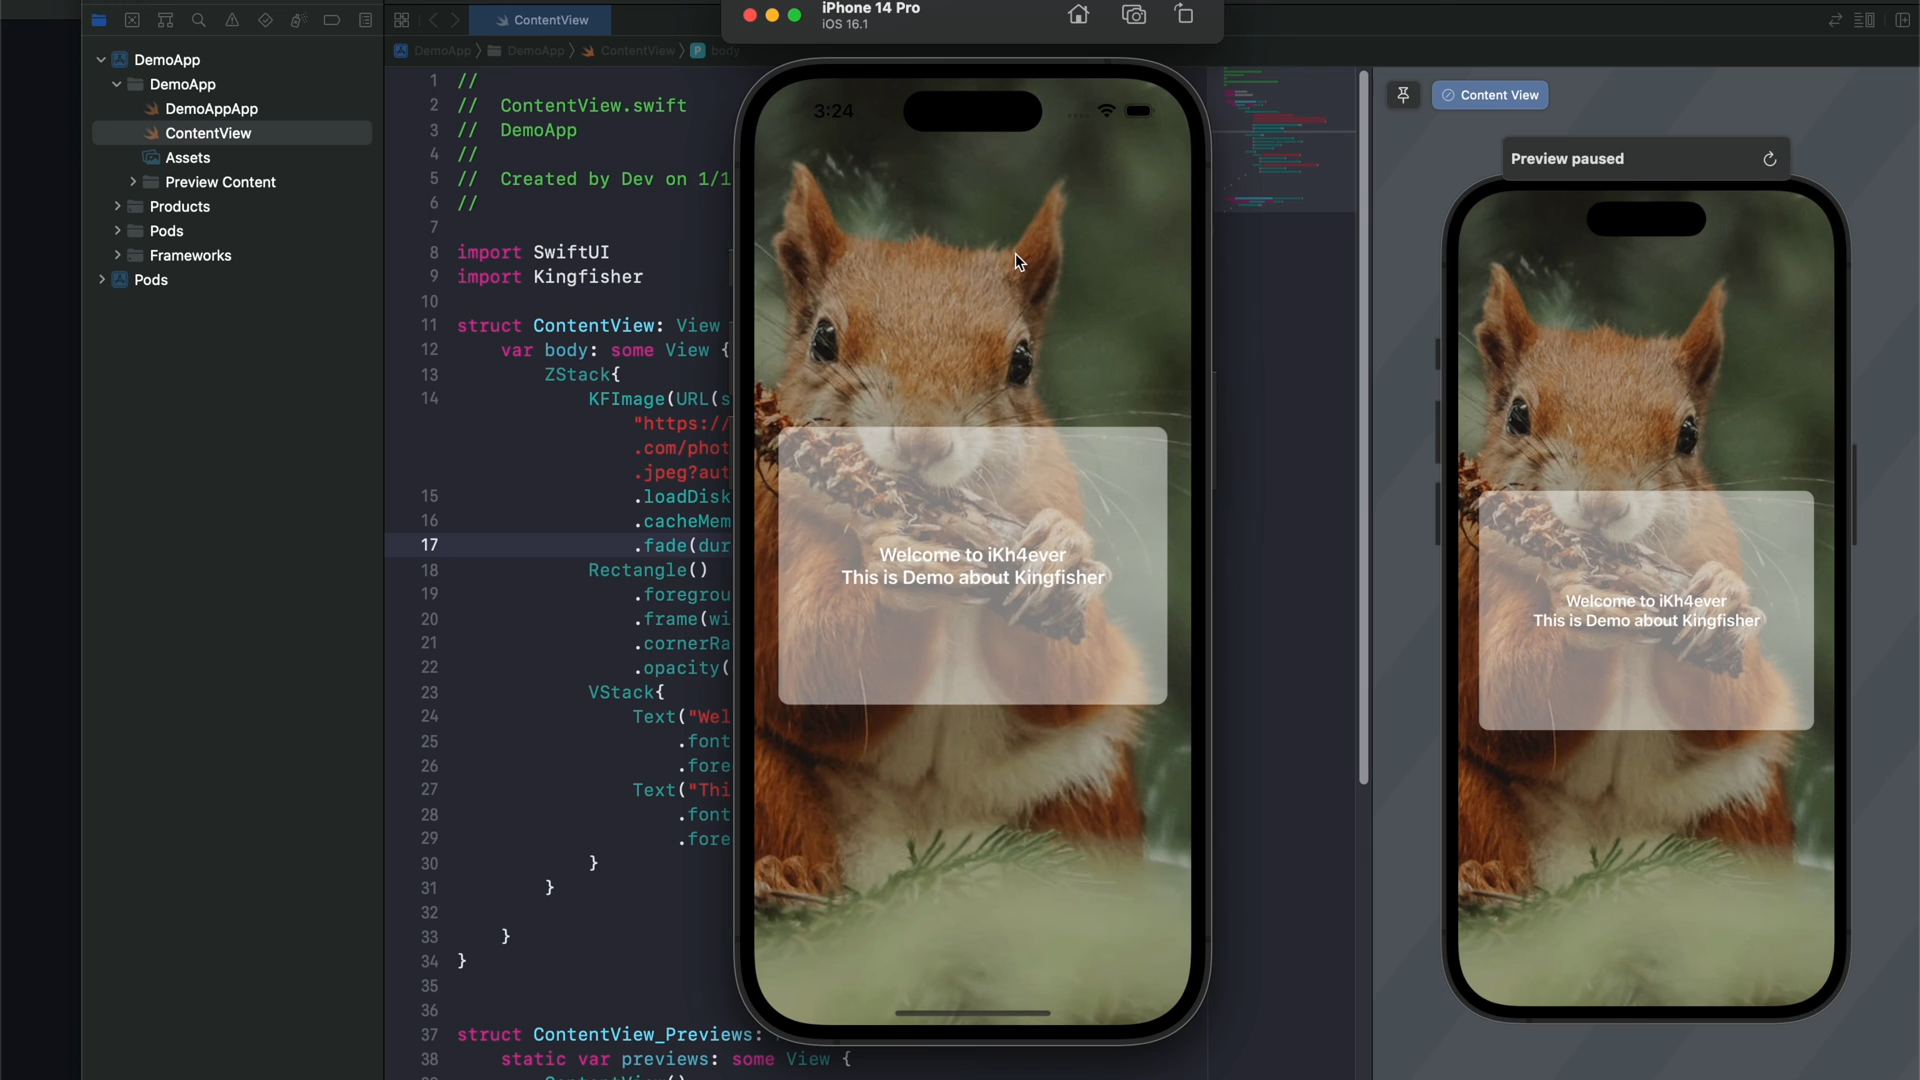 iPhone 14 Pro
iOS 16.1
ContentView
DemoApp
DemoApp
DemoAppApp
ContentView
Assets
Preview Content
Products
Pods
Frameworks
Pods
DemoApp 〉 DemoApp 〉 ContentView 〉 P body
1 //
2 //  ContentView.swift
3 //  DemoApp
4 //
5 //  Created by Dev on 1/1
6 //
7
8 import SwiftUI
9 import Kingfisher
10
11 struct ContentView: View
12 var body: some View {
13 ZStack{
14 KFImage(URL(s
"https://
.com/phot
.jpeg?aut
15 .loadDisk
16 .cacheMem
17 .fade(dur
18 Rectangle()
19 .foregrou
20 .frame(wi
21 .cornerRa
22 .opacity(
23 VStack{
24 Text("Wel
25 .font
26 .fore
27 Text("Thi
28 .font
29 .fore
30 }
31 }
32
33 }
34 }
35
36
37 struct ContentView_Previews:
38 static var previews: some View {
3:24
Welcome to iKh4ever
This is Demo about Kingfisher
Content View
Preview paused
Welcome to iKh4ever
This is Demo about Kingfisher